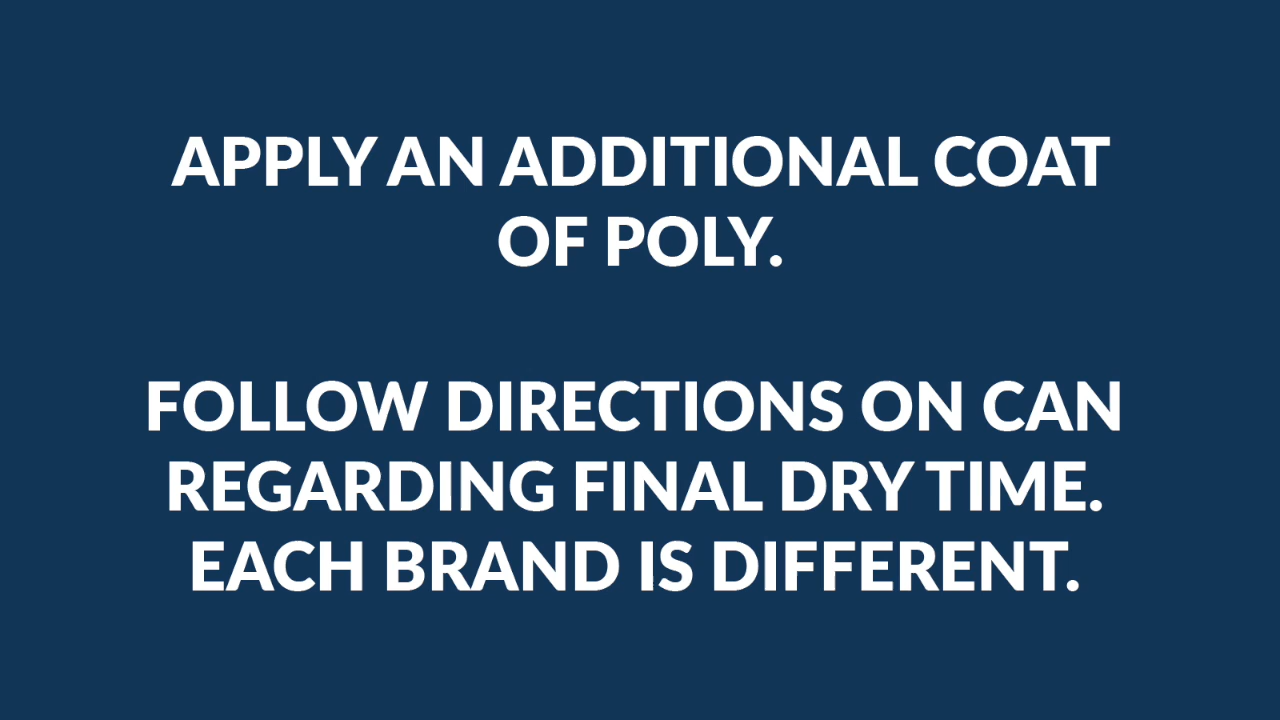 APPLY AN ADDITIONAL COAT
OF POLY.
FOLLOW DIRECTIONS ON CAN
REGARDING FINAL DRY TIME.
EACH BRAND IS DIFFERENT.